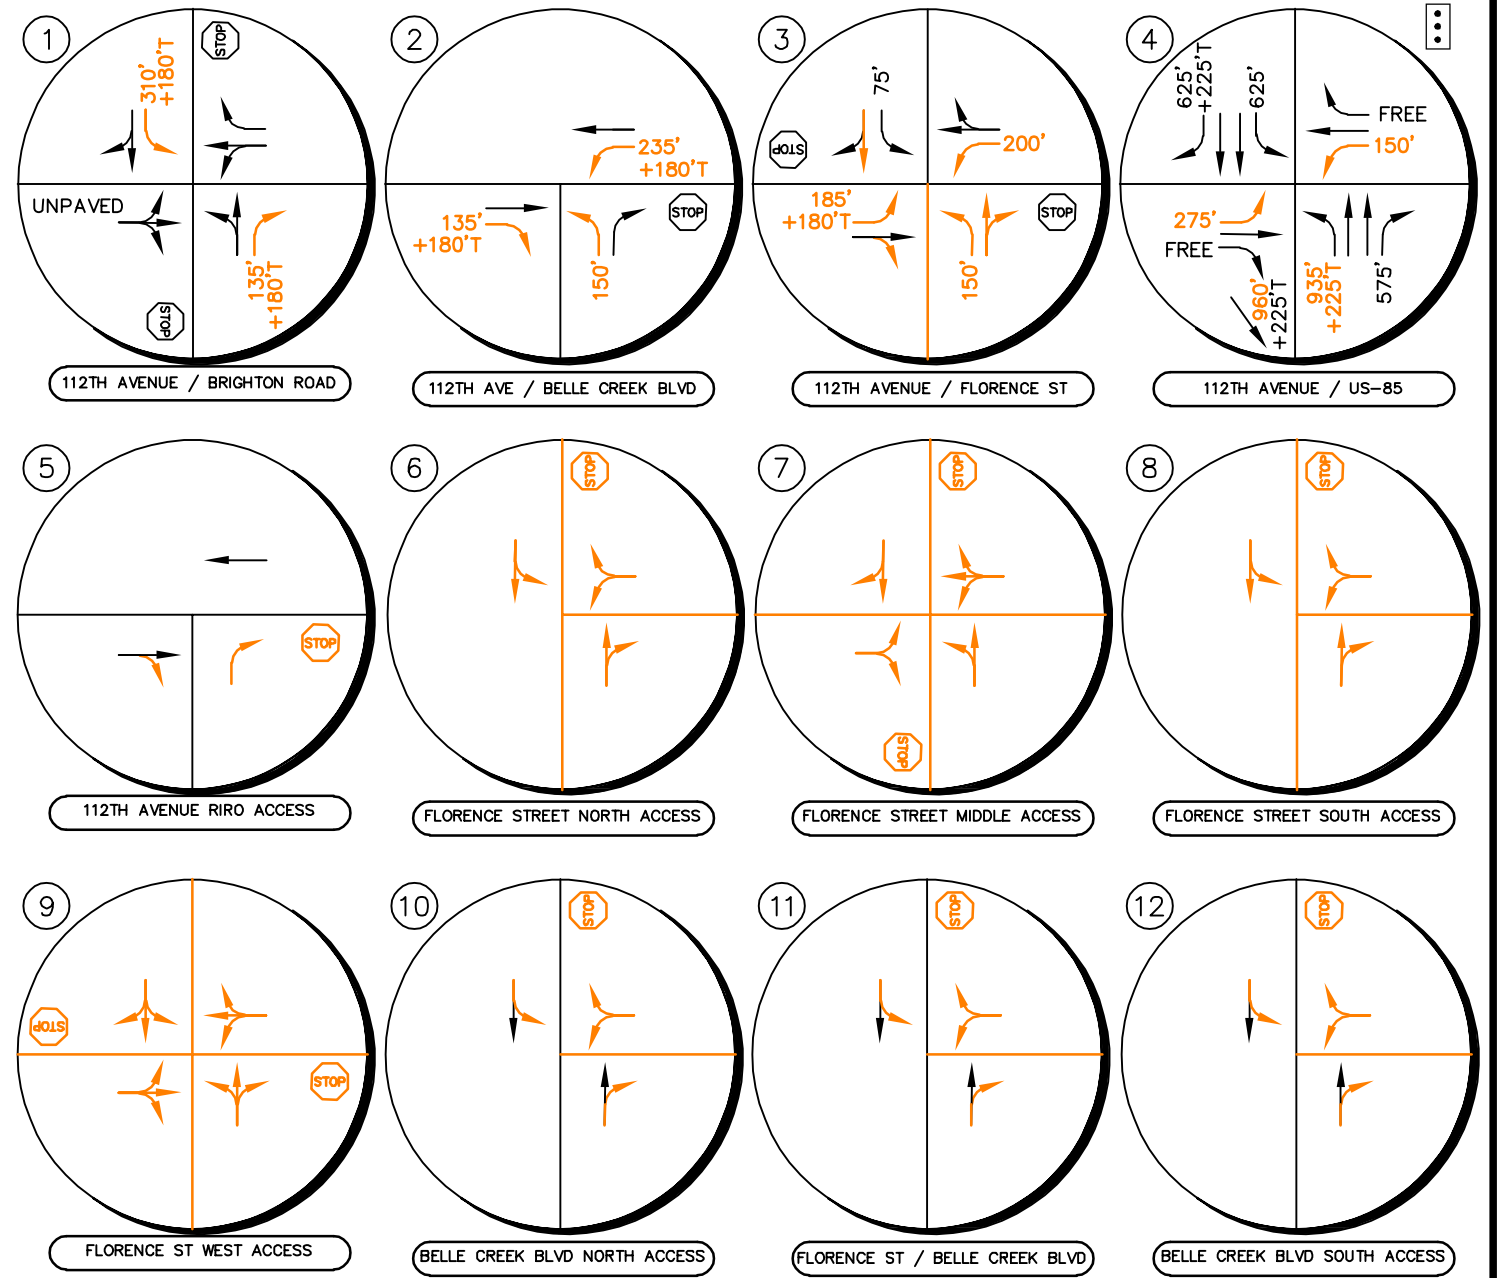 1
310'
+180'T
STOP
UNPAVED
135'
+180'T
STOP
112TH AVENUE / BRIGHTON ROAD
2
235'
+180'T
135'
+180'T
150'
STOP
112TH AVE / BELLE CREEK BLVD
3
75'
STOP
200'
185'
+180'T
150'
STOP
112TH AVENUE / FLORENCE ST
4
625'
+225'T
625'
FREE
150'
275'
FREE
960'
+225'T
935'
+225'T
575'
112TH AVENUE / US-85
5
STOP
112TH AVENUE RIRO ACCESS
6
STOP
FLORENCE STREET NORTH ACCESS
7
STOP
STOP
FLORENCE STREET MIDDLE ACCESS
8
STOP
FLORENCE STREET SOUTH ACCESS
9
STOP
STOP
FLORENCE ST WEST ACCESS
10
STOP
BELLE CREEK BLVD NORTH ACCESS
11
STOP
FLORENCE ST / BELLE CREEK BLVD
12
STOP
BELLE CREEK BLVD SOUTH ACCESS